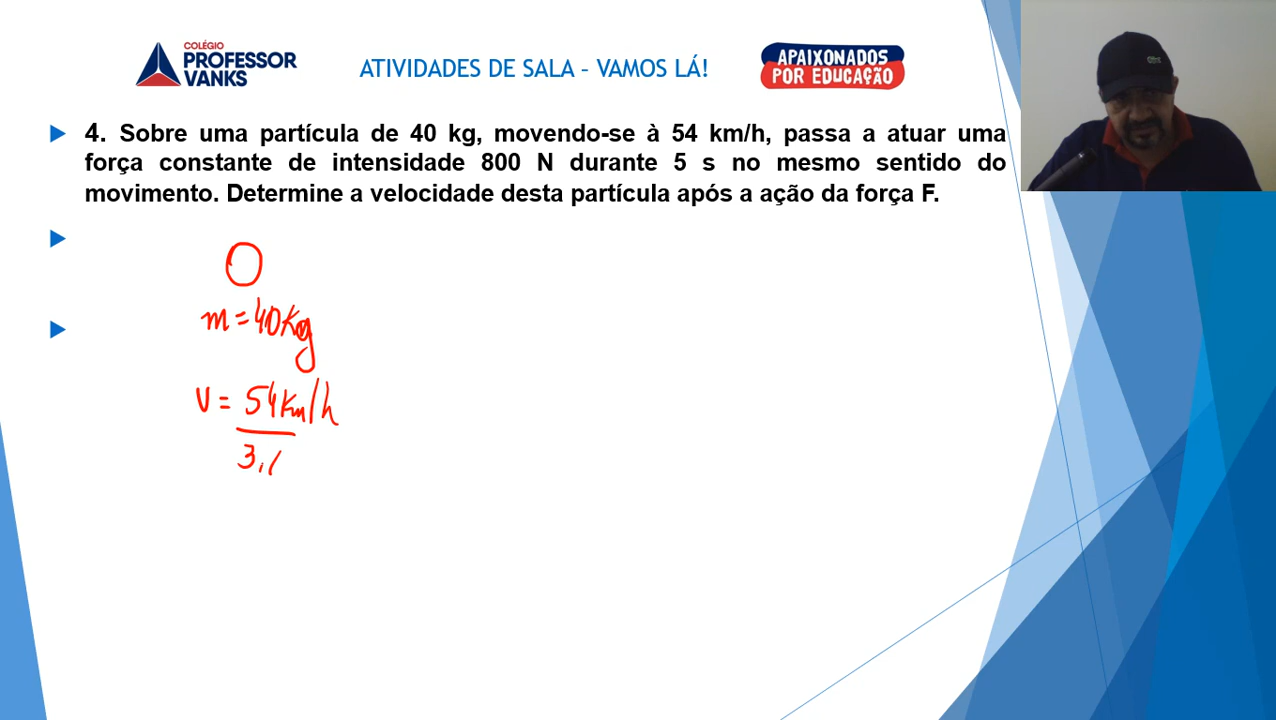 COLÉGIO
PROFESSOR
VANKS
ATIVIDADES DE SALA – VAMOS LÁ!
APAIXONADOS
POR EDUCAÇÃO
4. Sobre uma partícula de 40 kg, movendo-se à 54 km/h, passa a atuar uma
força constante de intensidade 800 N durante 5 s no mesmo sentido do
movimento. Determine a velocidade desta partícula após a ação da força F.
m = 40kg
v = 54km/h
3,